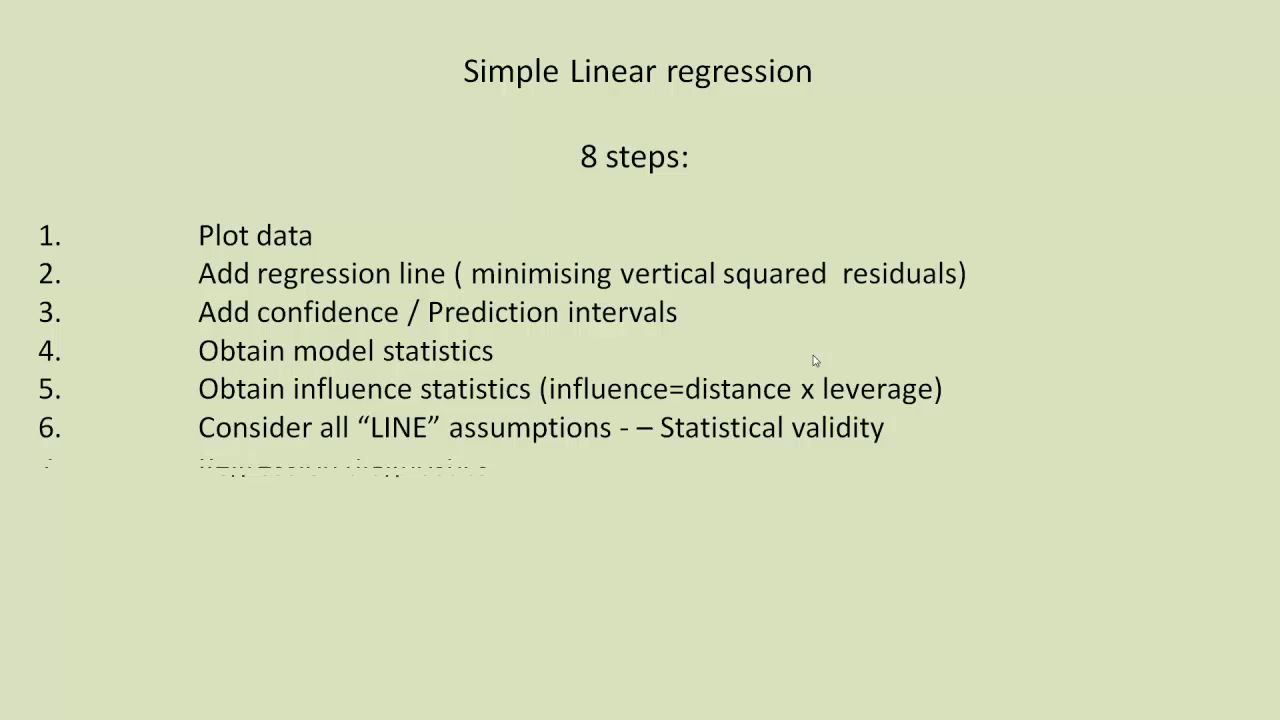 Simple Linear regression
8 steps:
1. Plot data
2. Add regression line ( minimising vertical squared residuals)
3. Add confidence / Prediction intervals
4. Obtain model statistics
5. Obtain influence statistics (influence=distance x leverage)
6. Consider all “LINE” assumptions - – Statistical validity